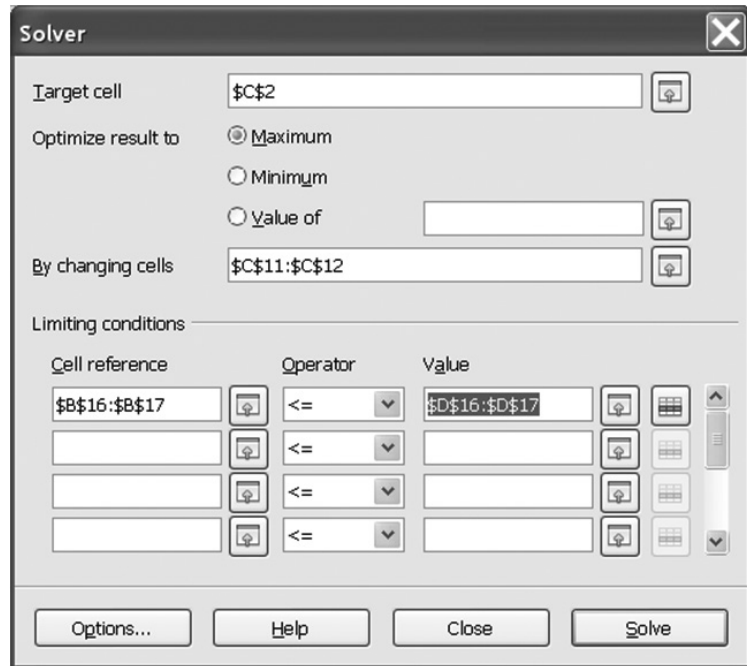 Solver
Target cell $C$2
Optimize result to Maximum
Minimum
Value of
By changing cells $C$11:$C$12
Limiting conditions
Cell reference Operator Value
$B$16:$B$17 <= $D$16:$D$17
<=
<=
<=
Options... Help Close Solve